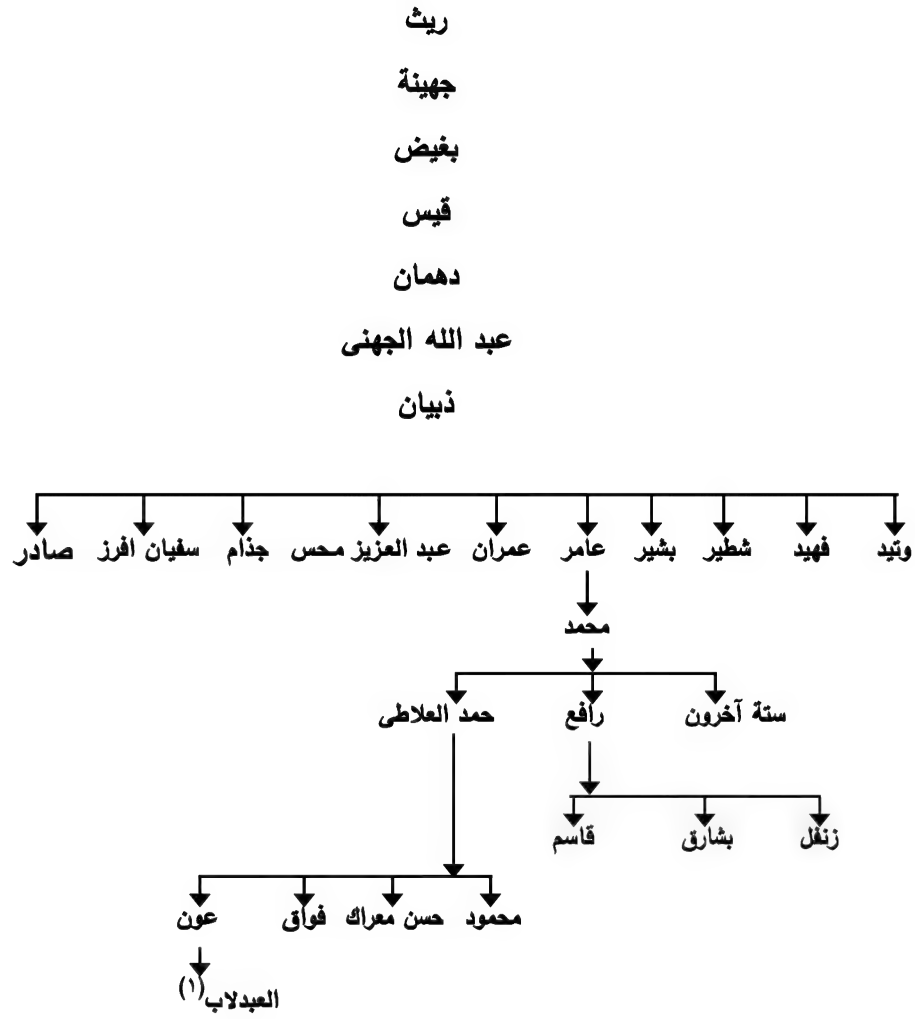 ريث
جهينة
بغيض
قيس
دهمان
عبد الله الجهنى
ذبيان
وتيد فهيد شطير بشير عامر عمران عبد العزيز محس جذام سفيان افرز صادر
محمد
ستة آخرون رافع حمد العلاطى
زنفل بشارق قاسم
محمود حسن معراك فواق عون
العبدلاب(١)